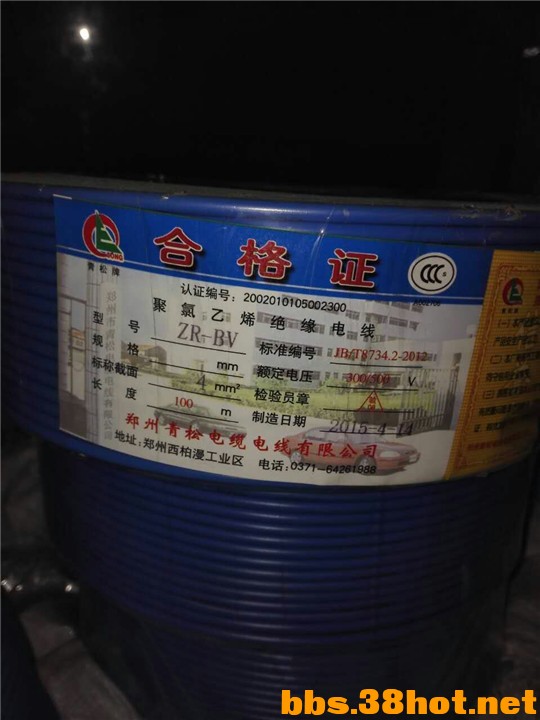 合格证
青松牌
CCC
认证编号：2002010105002300
聚氯乙烯绝缘电线
型号 ZR-BV 标准编号 JB/T8734.2-2012
规格 mm 额定电压 300/500 V
标称截面 4 mm² 检验员章
长度 100 m 制造日期 2015-4-14
郑州青松电缆电线有限公司
地址：郑州西柏漫工业区 电话：0371-64261988
bbs.38hot.net